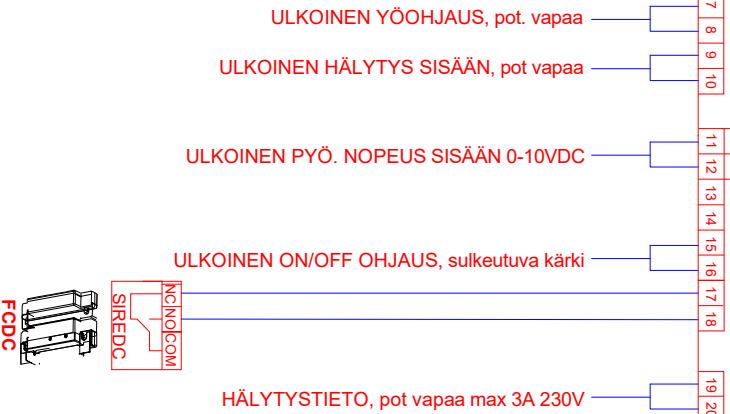 ULKOINEN YÖOHJAUS, pot. vapaa
7
8
ULKOINEN HÄLYTYS SISÄÄN, pot vapaa
9
10
ULKOINEN PYÖ. NOPEUS SISÄÄN 0-10VDC
11
12
13
14
ULKOINEN ON/OFF OHJAUS, sulkeutuva kärki
15
16
17
18
NC NO COM
SIREDC
FCDC
HÄLYTYSTIETO, pot vapaa max 3A 230V
19
20